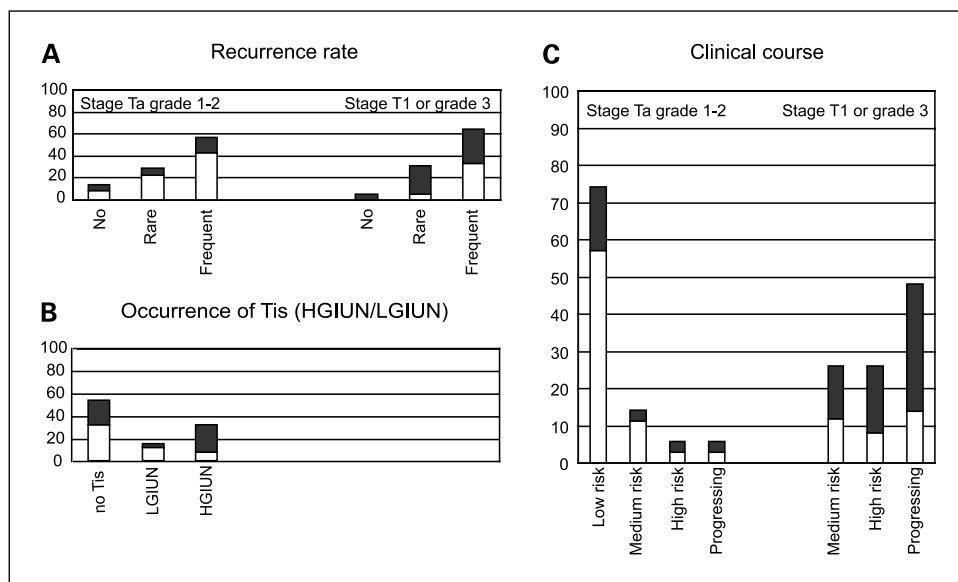 A Recurrence rate
100
80
60
40
20
0
Stage Ta grade 1-2 Stage T1 or grade 3
No Rare Frequent No Rare Frequent
B Occurrence of Tis (HGIUN/LGIUN)
100
80
60
40
20
0
no Tis LGIUN HGIUN
C Clinical course
100
90
80
70
60
50
40
30
20
10
0
Stage Ta grade 1-2 Stage T1 or grade 3
Low risk Medium risk High risk Progressing Medium risk High risk Progressing